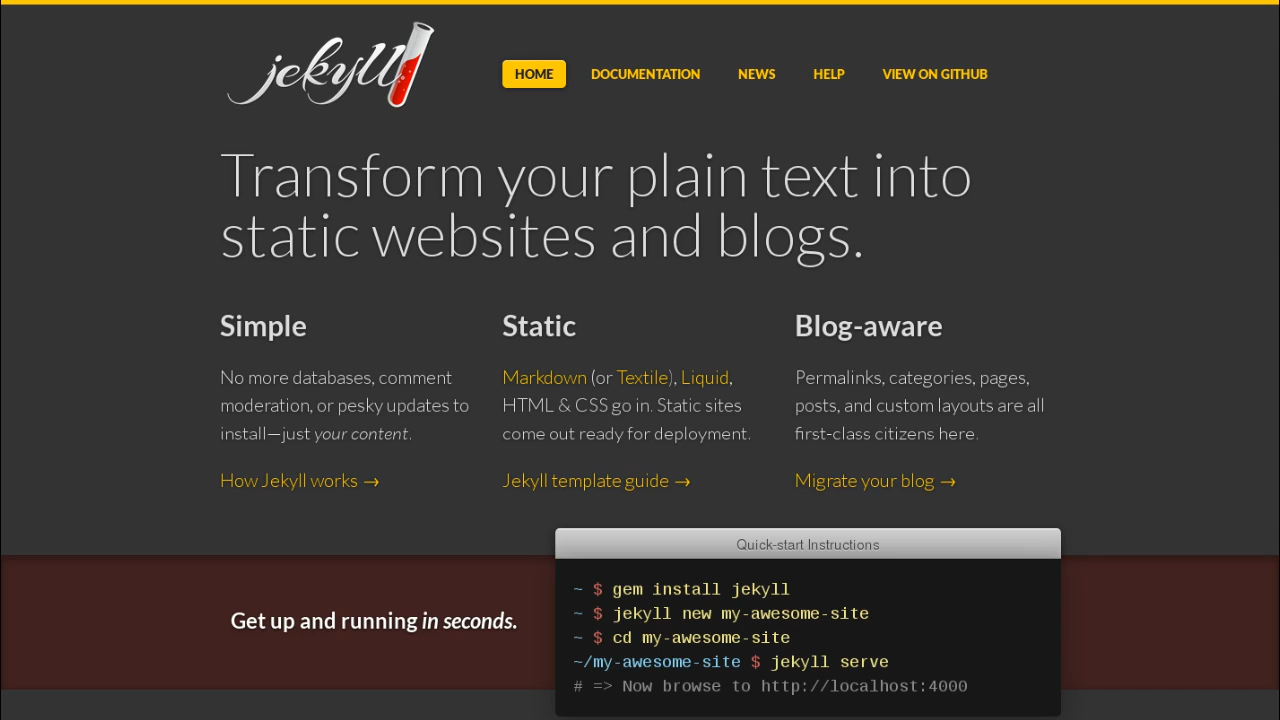 jekyll
HOME DOCUMENTATION NEWS HELP VIEW ON GITHUB
Transform your plain text into
static websites and blogs.
Simple
No more databases, comment
moderation, or pesky updates to
install—just your content.
How Jekyll works →
Static
Markdown (or Textile), Liquid,
HTML & CSS go in. Static sites
come out ready for deployment.
Jekyll template guide →
Blog-aware
Permalinks, categories, pages,
posts, and custom layouts are all
first-class citizens here.
Migrate your blog →
Get up and running in seconds.
Quick-start Instructions
~ $ gem install jekyll
~ $ jekyll new my-awesome-site
~ $ cd my-awesome-site
~/my-awesome-site $ jekyll serve
# => Now browse to http://localhost:4000